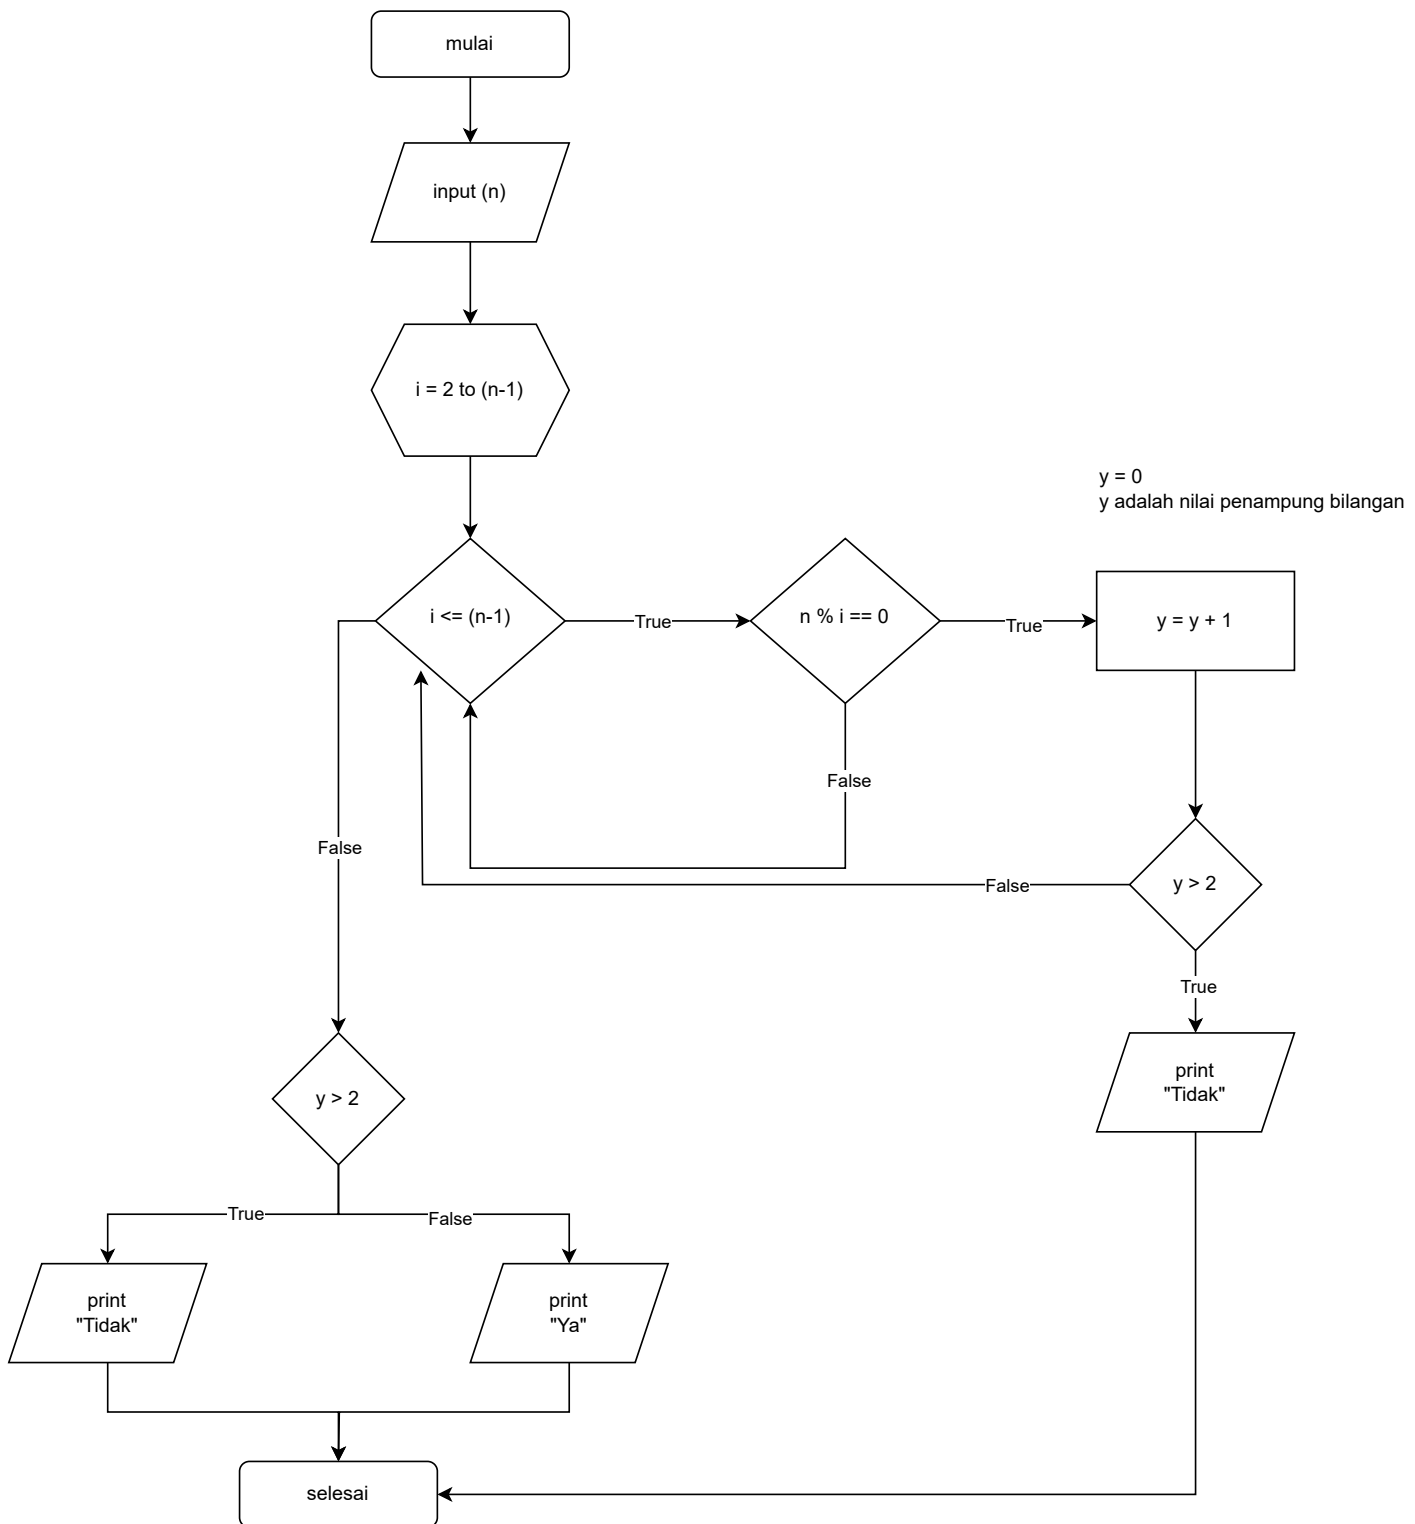 mulai
input (n)
i = 2 to (n-1)
y = 0
y adalah nilai penampung bilangan
i <= (n-1)
True
n % i == 0
True
y = y + 1
False
False
False
y > 2
True
print
"Tidak"
y > 2
True
False
print
"Tidak"
print
"Ya"
selesai